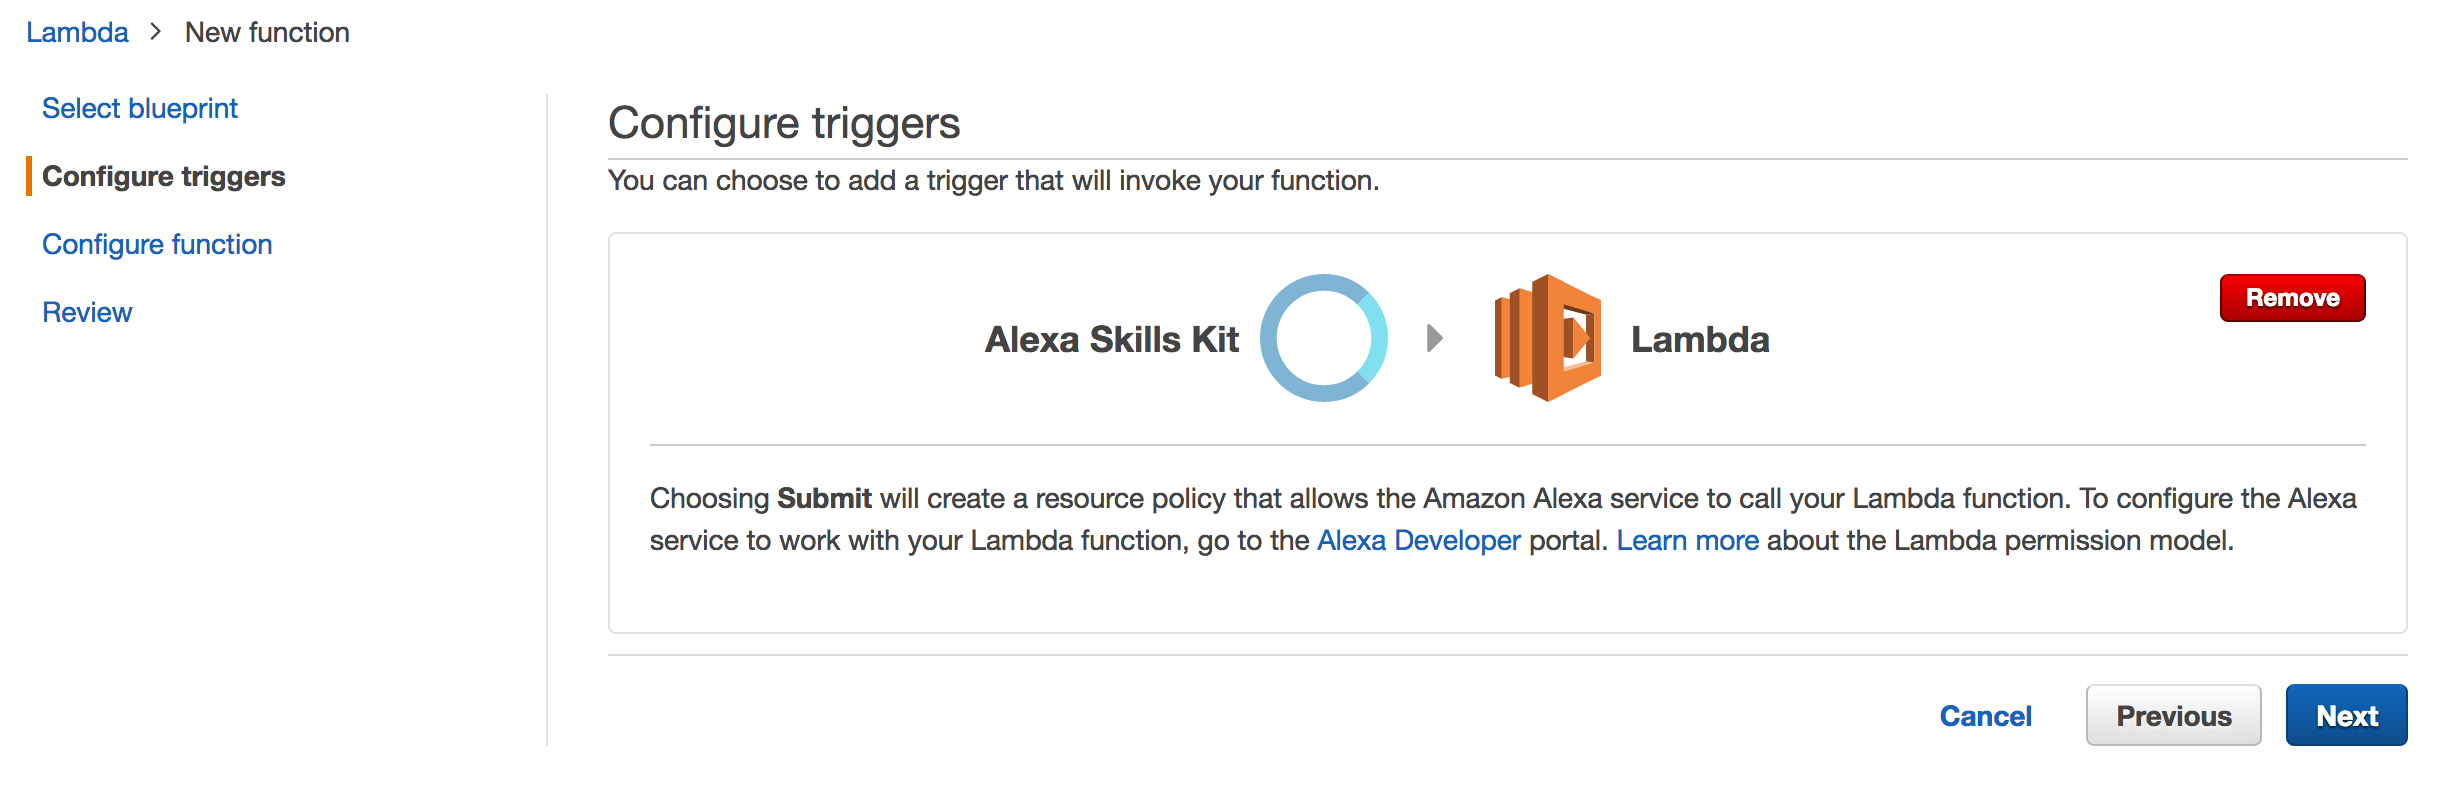 Lambda > New function
Select blueprint
Configure triggers
Configure function
Review
Configure triggers
You can choose to add a trigger that will invoke your function.
Alexa Skills Kit
Lambda
Remove
Choosing Submit will create a resource policy that allows the Amazon Alexa service to call your Lambda function. To configure the Alexa
service to work with your Lambda function, go to the Alexa Developer portal. Learn more about the Lambda permission model.
Cancel
Previous
Next